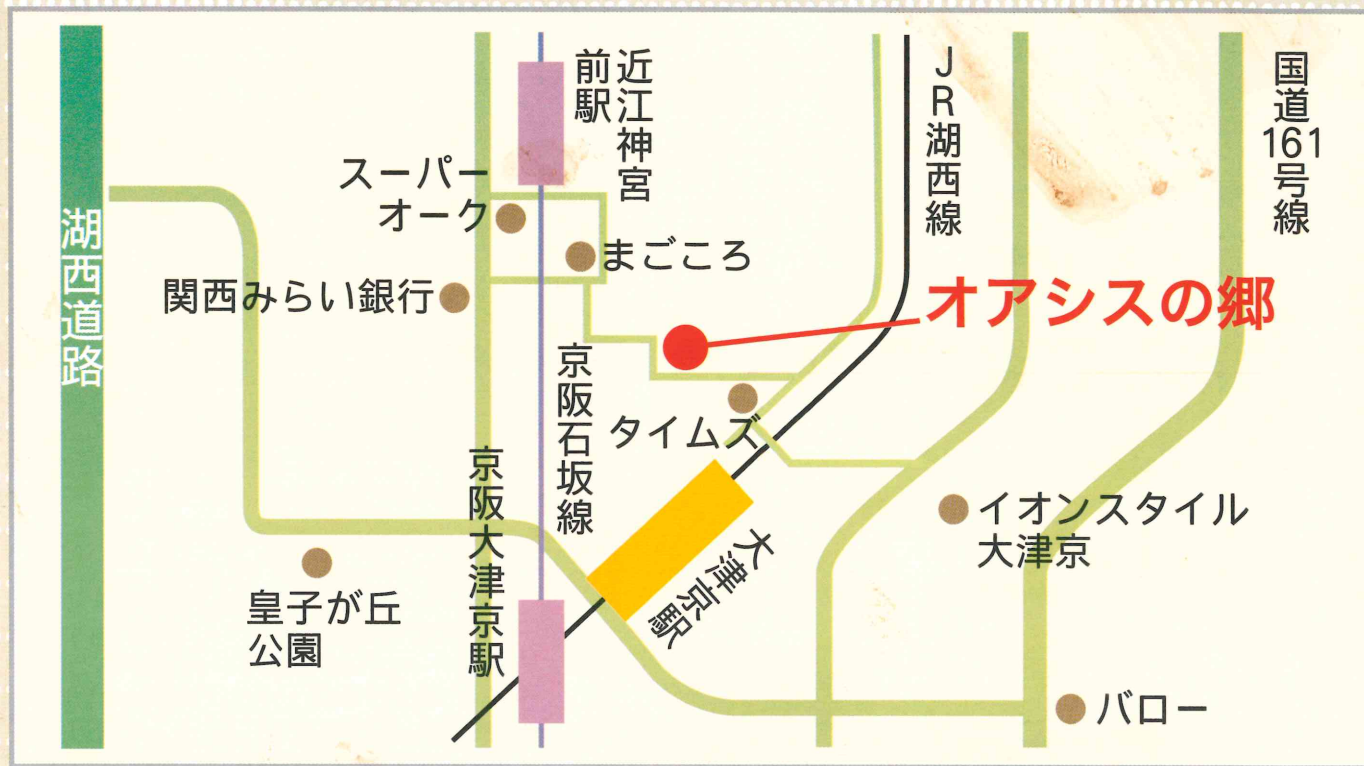 湖西道路
近江神宮
前駅
スーパー
オーク
まごころ
関西みらい銀行
JR湖西線
国道161号線
オアシスの郷
京阪石坂線
タイムズ
京阪大津京駅
大津京駅
イオンスタイル
大津京
皇子が丘
公園
バロー